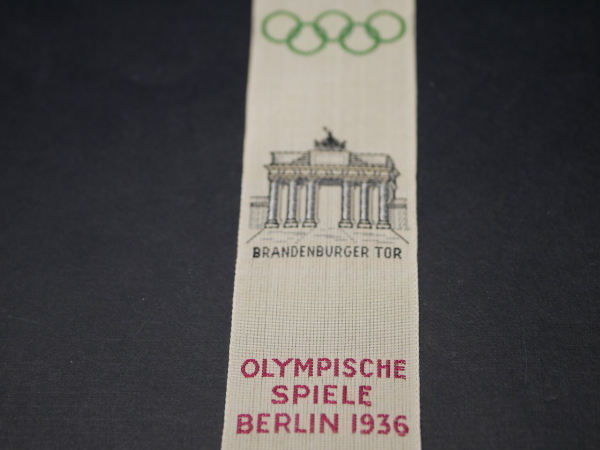 BRANDENBURGER TOR
OLYMPISCHE
SPIELE
BERLIN 1936